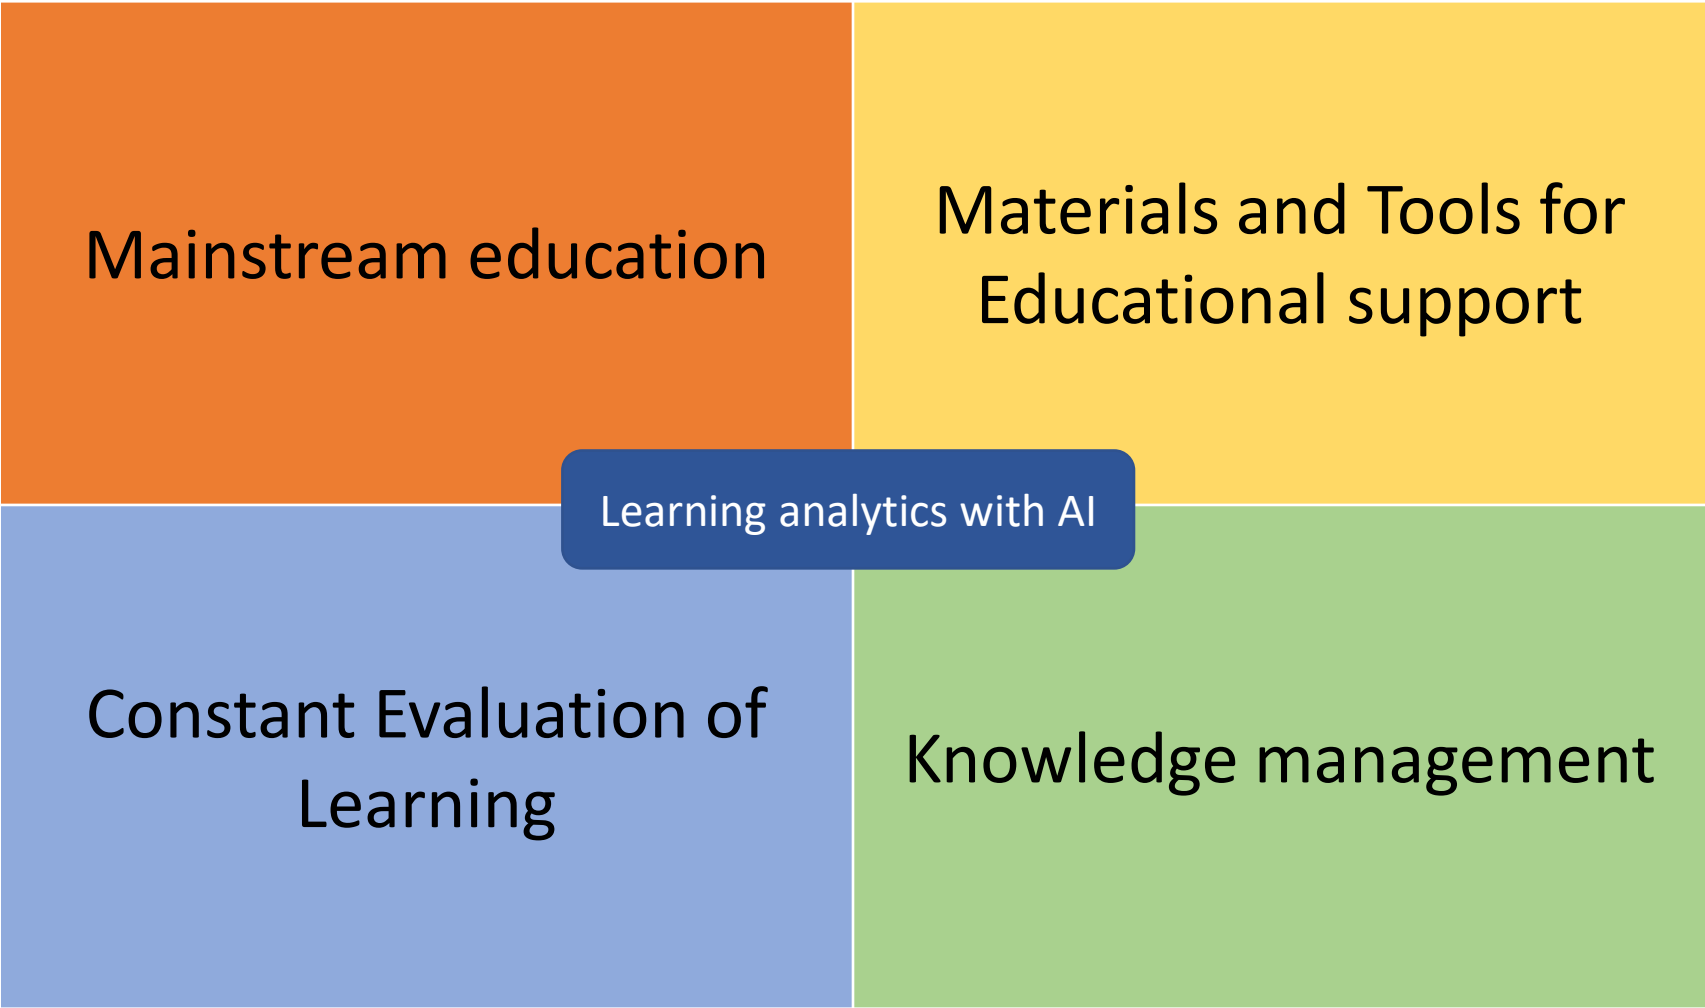 Mainstream education
Materials and Tools for
Educational support
Learning analytics with AI
Constant Evaluation of
Learning
Knowledge management